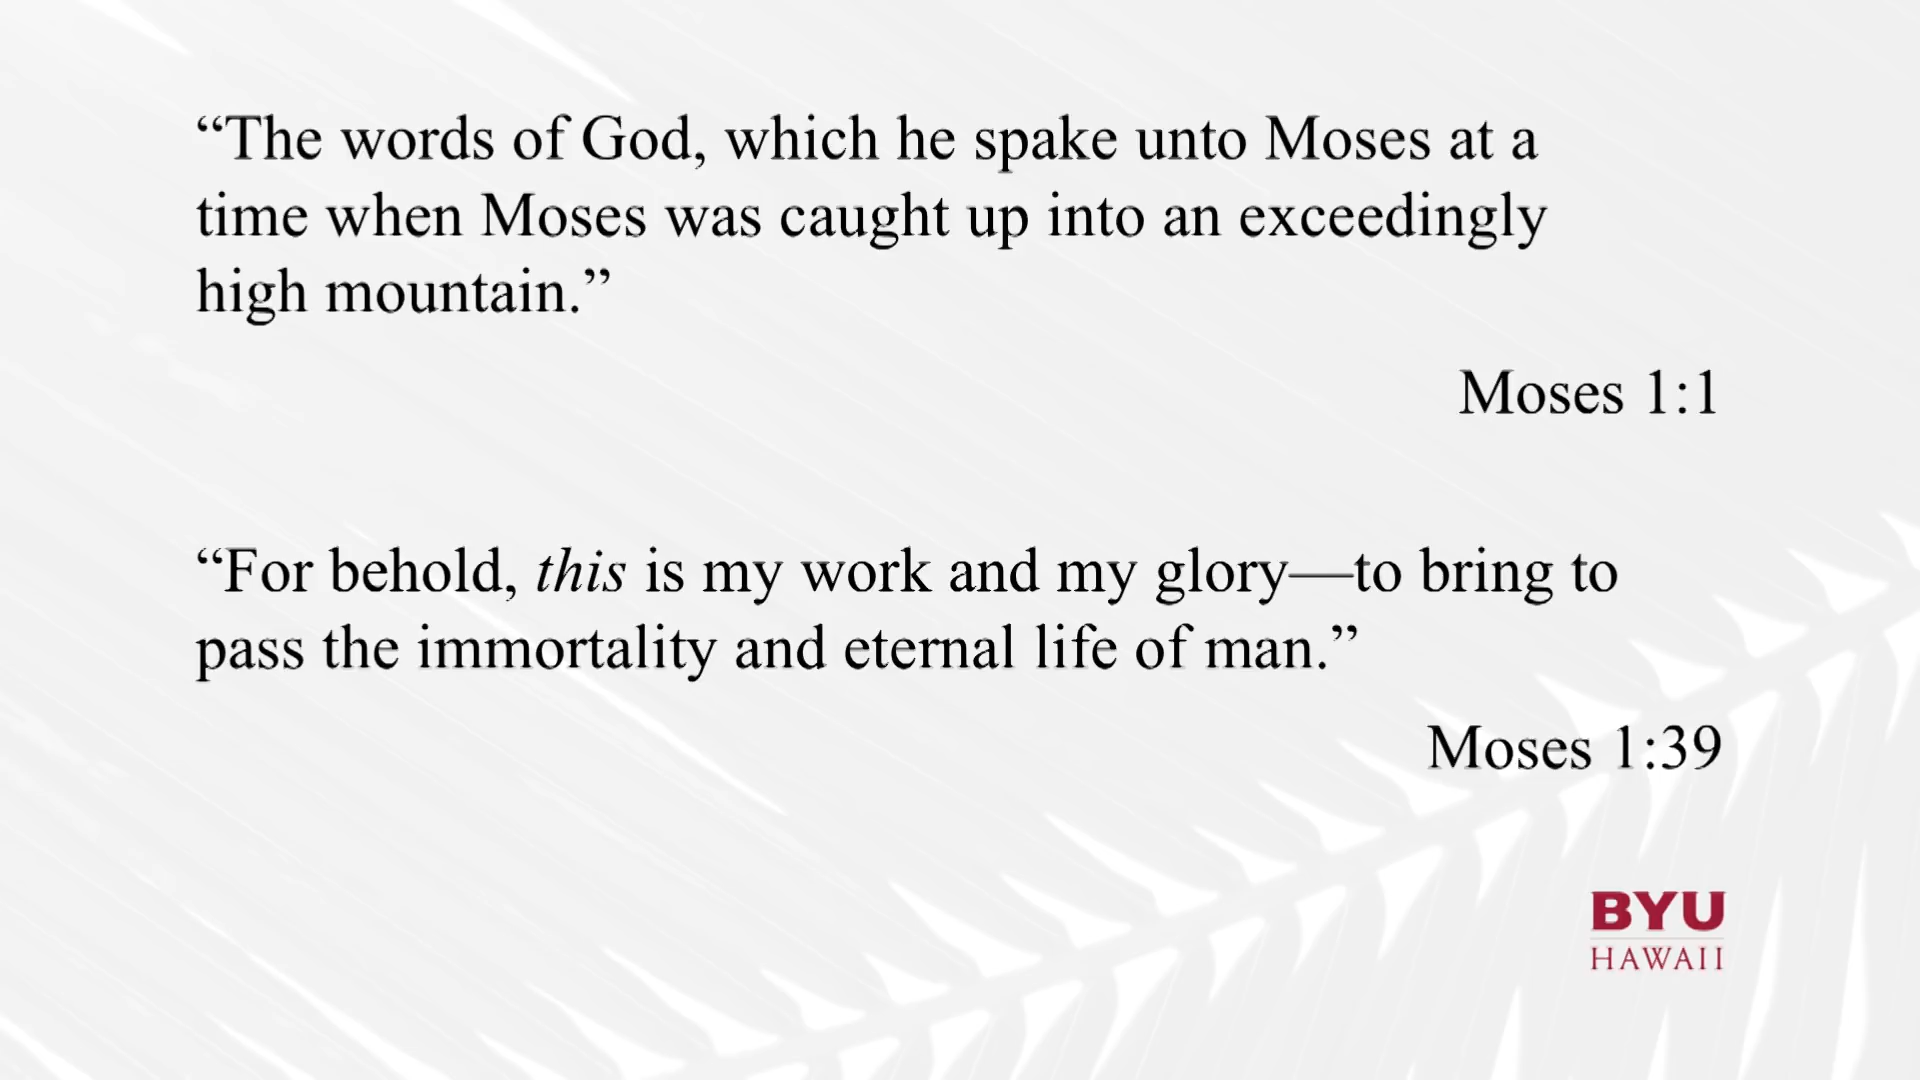 “The words of God, which he spake unto Moses at a
time when Moses was caught up into an exceedingly
high mountain.”
Moses 1:1
“For behold, this is my work and my glory—to bring to
pass the immortality and eternal life of man.”
Moses 1:39
BYU
HAWAII